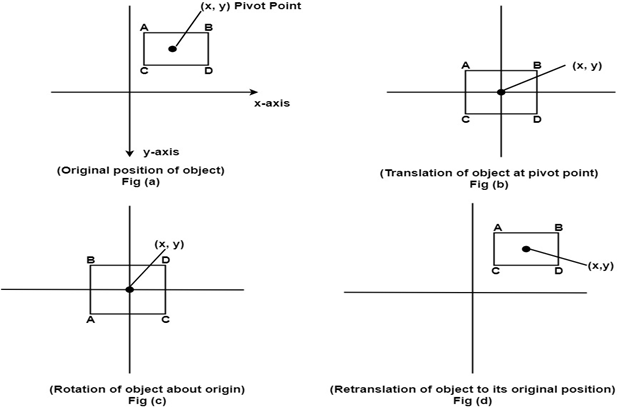 (x, y) Pivot Point
A B
C D
x-axis
y-axis
(Original position of object)
Fig (a)
A B
(x, y)
C D
(Translation of object at pivot point)
Fig (b)
(x, y)
B D
A C
(Rotation of object about origin)
Fig (c)
A B
C D
(x,y)
(Retranslation of object to its original position)
Fig (d)